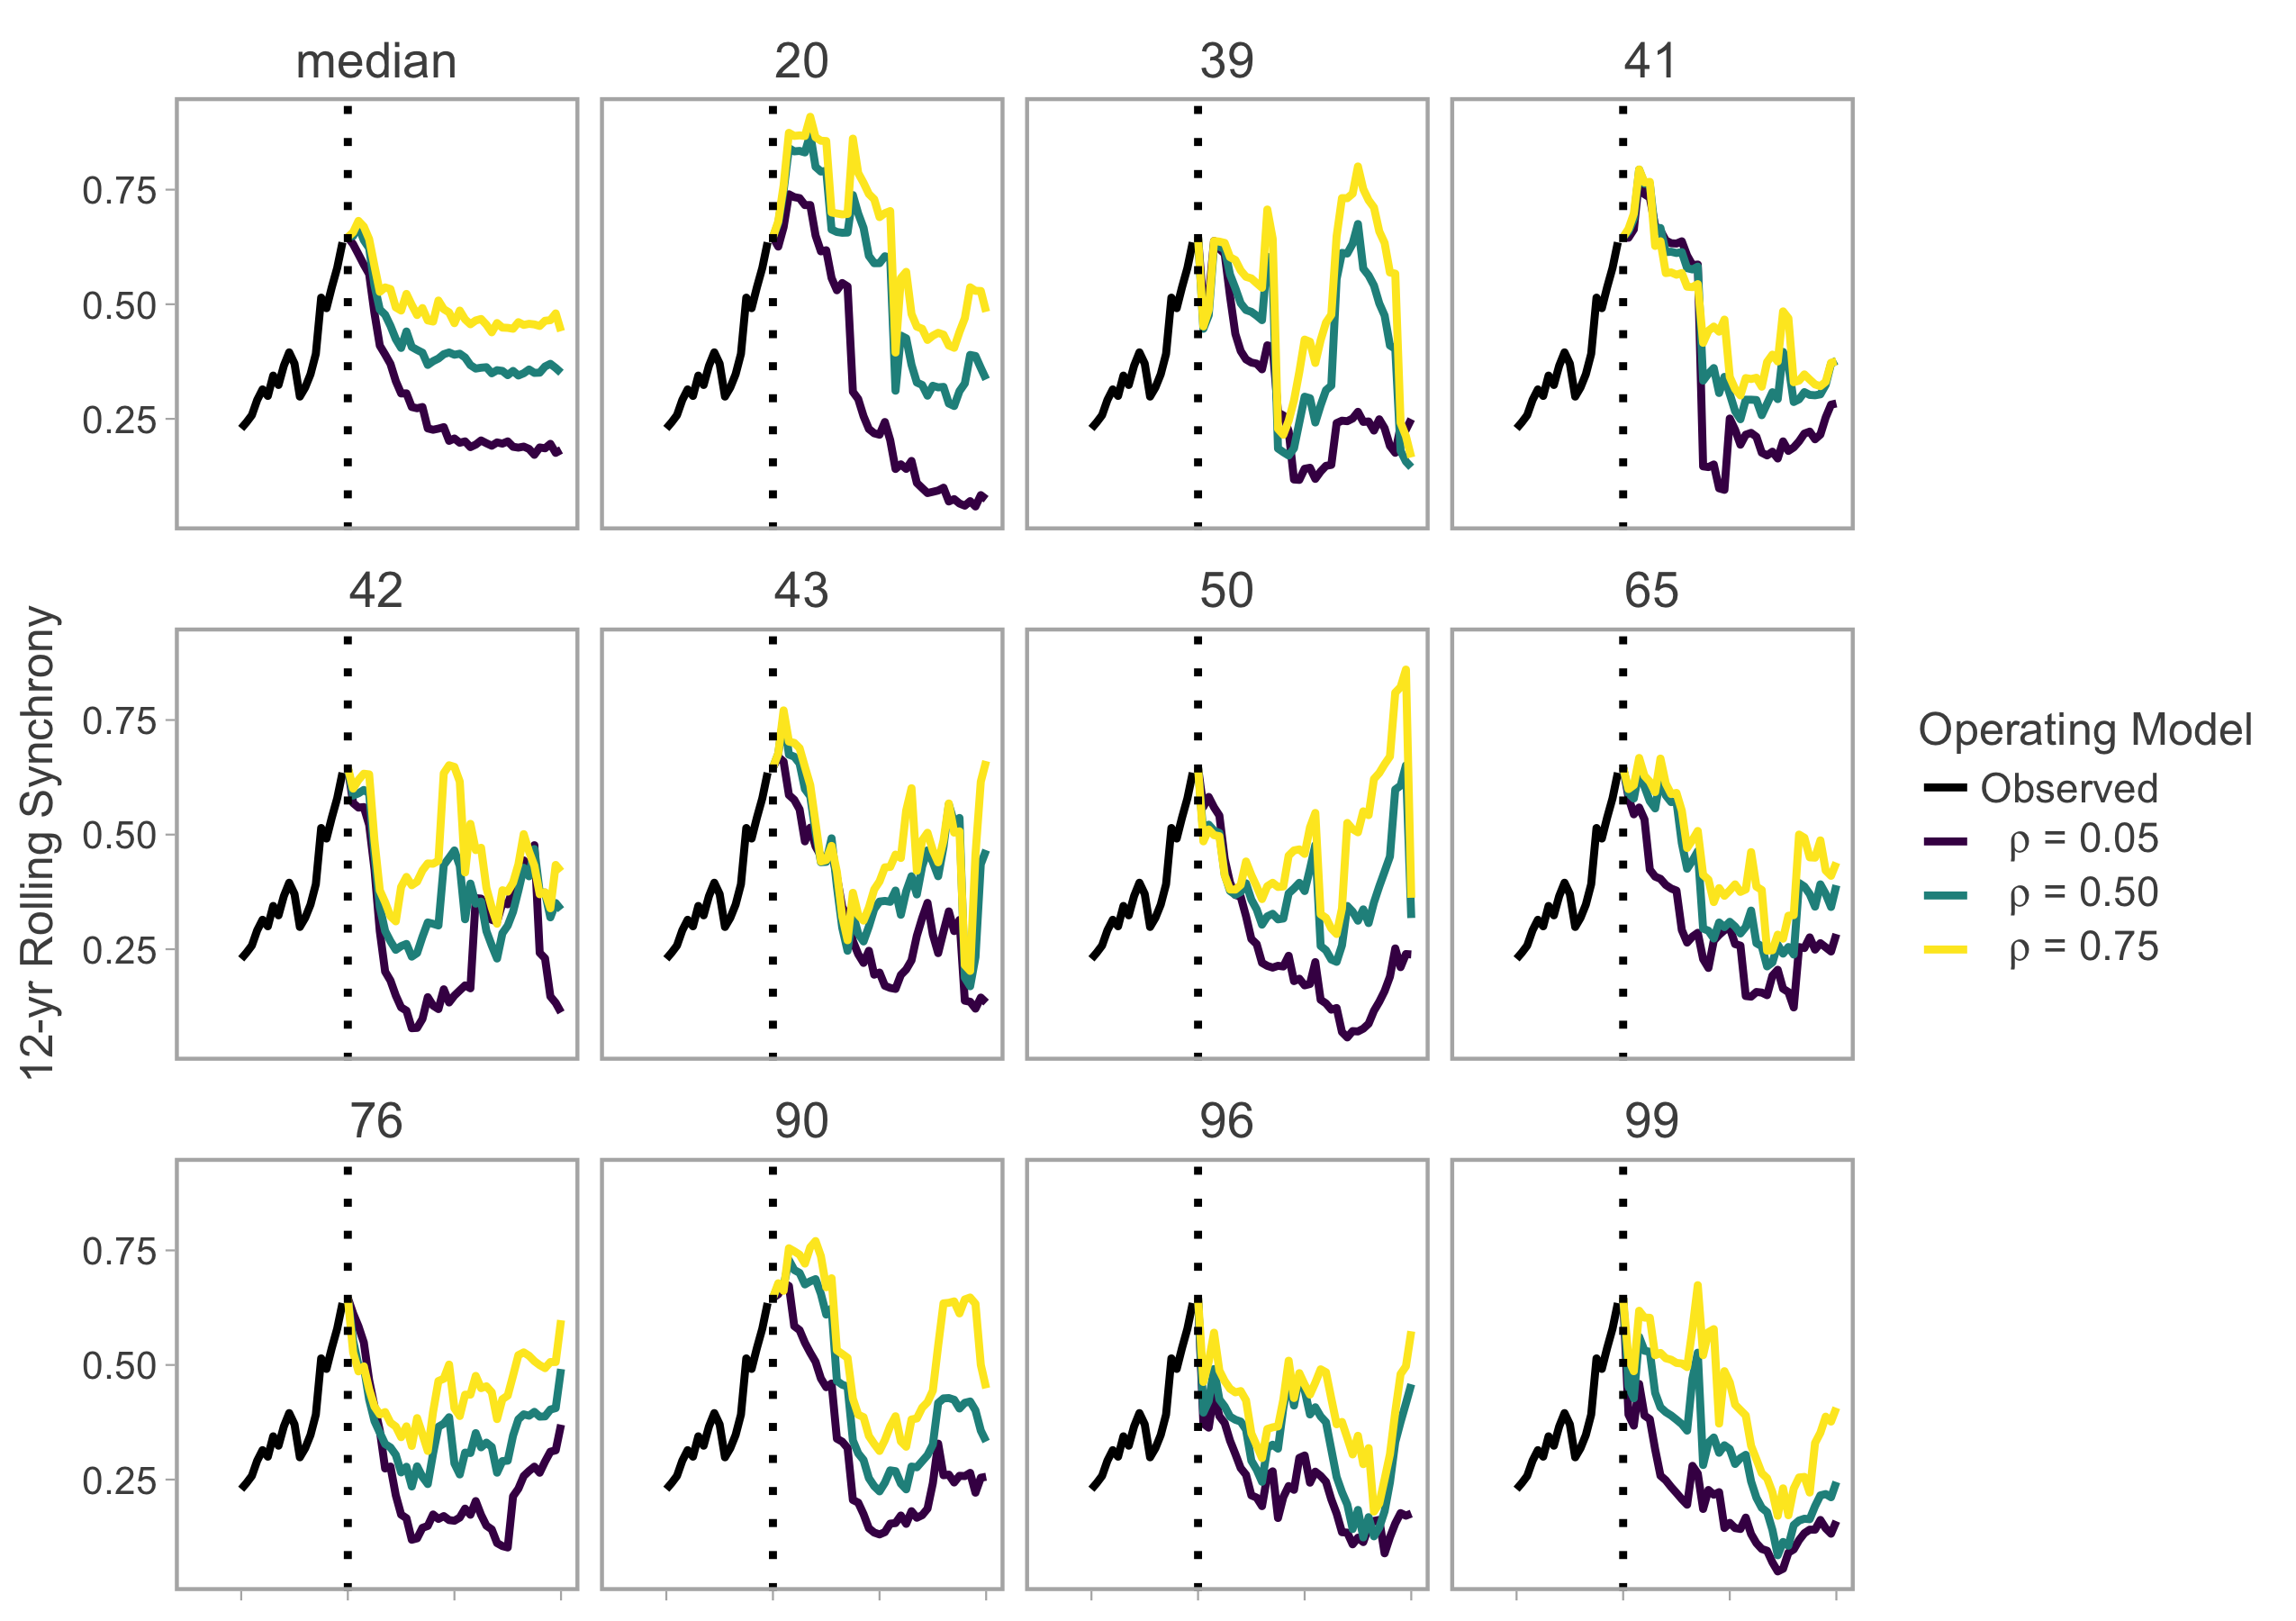 median 20 39 41
0.75
0.50
0.25
42 43 50 65
0.75
0.50
0.25
76 90 96 99
0.75
0.50
0.25
12-yr Rolling Synchrony
Operating Model
Observed
ρ = 0.05
ρ = 0.50
ρ = 0.75